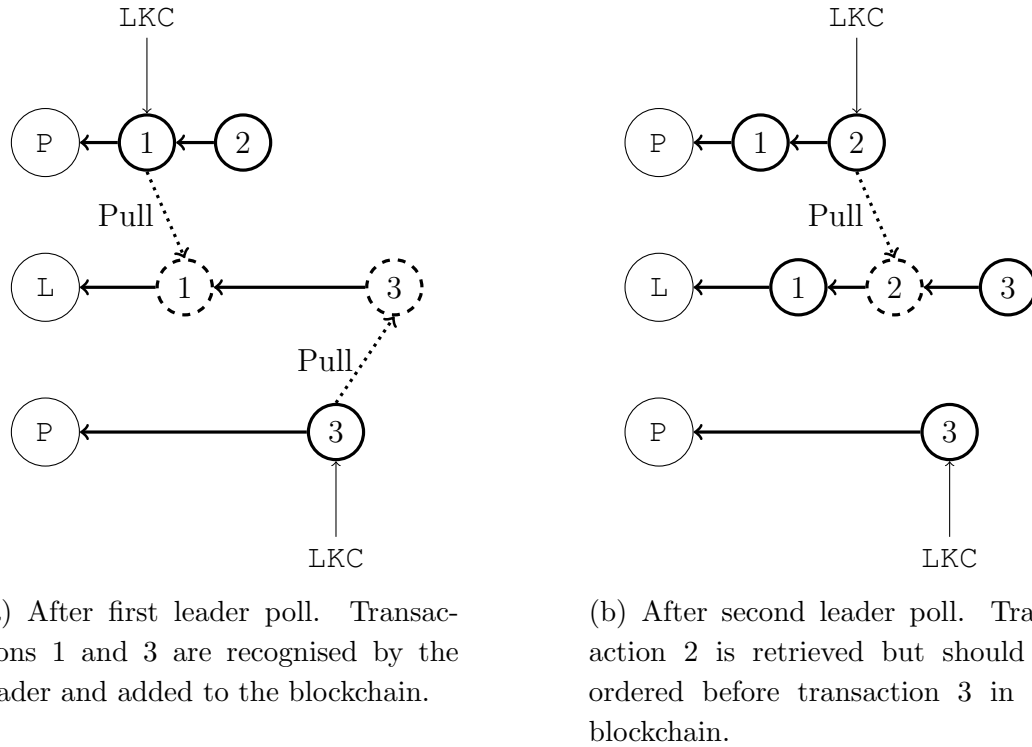 LKC
P
1
2
Pull
L
1
3
Pull
P
3
LKC
) After first leader poll. Transac-
ons 1 and 3 are recognised by the
ader and added to the blockchain.
LKC
P
1
2
Pull
L
1
2
3
P
3
LKC
(b) After second leader poll. Tra
action 2 is retrieved but should
ordered before transaction 3 in
blockchain.